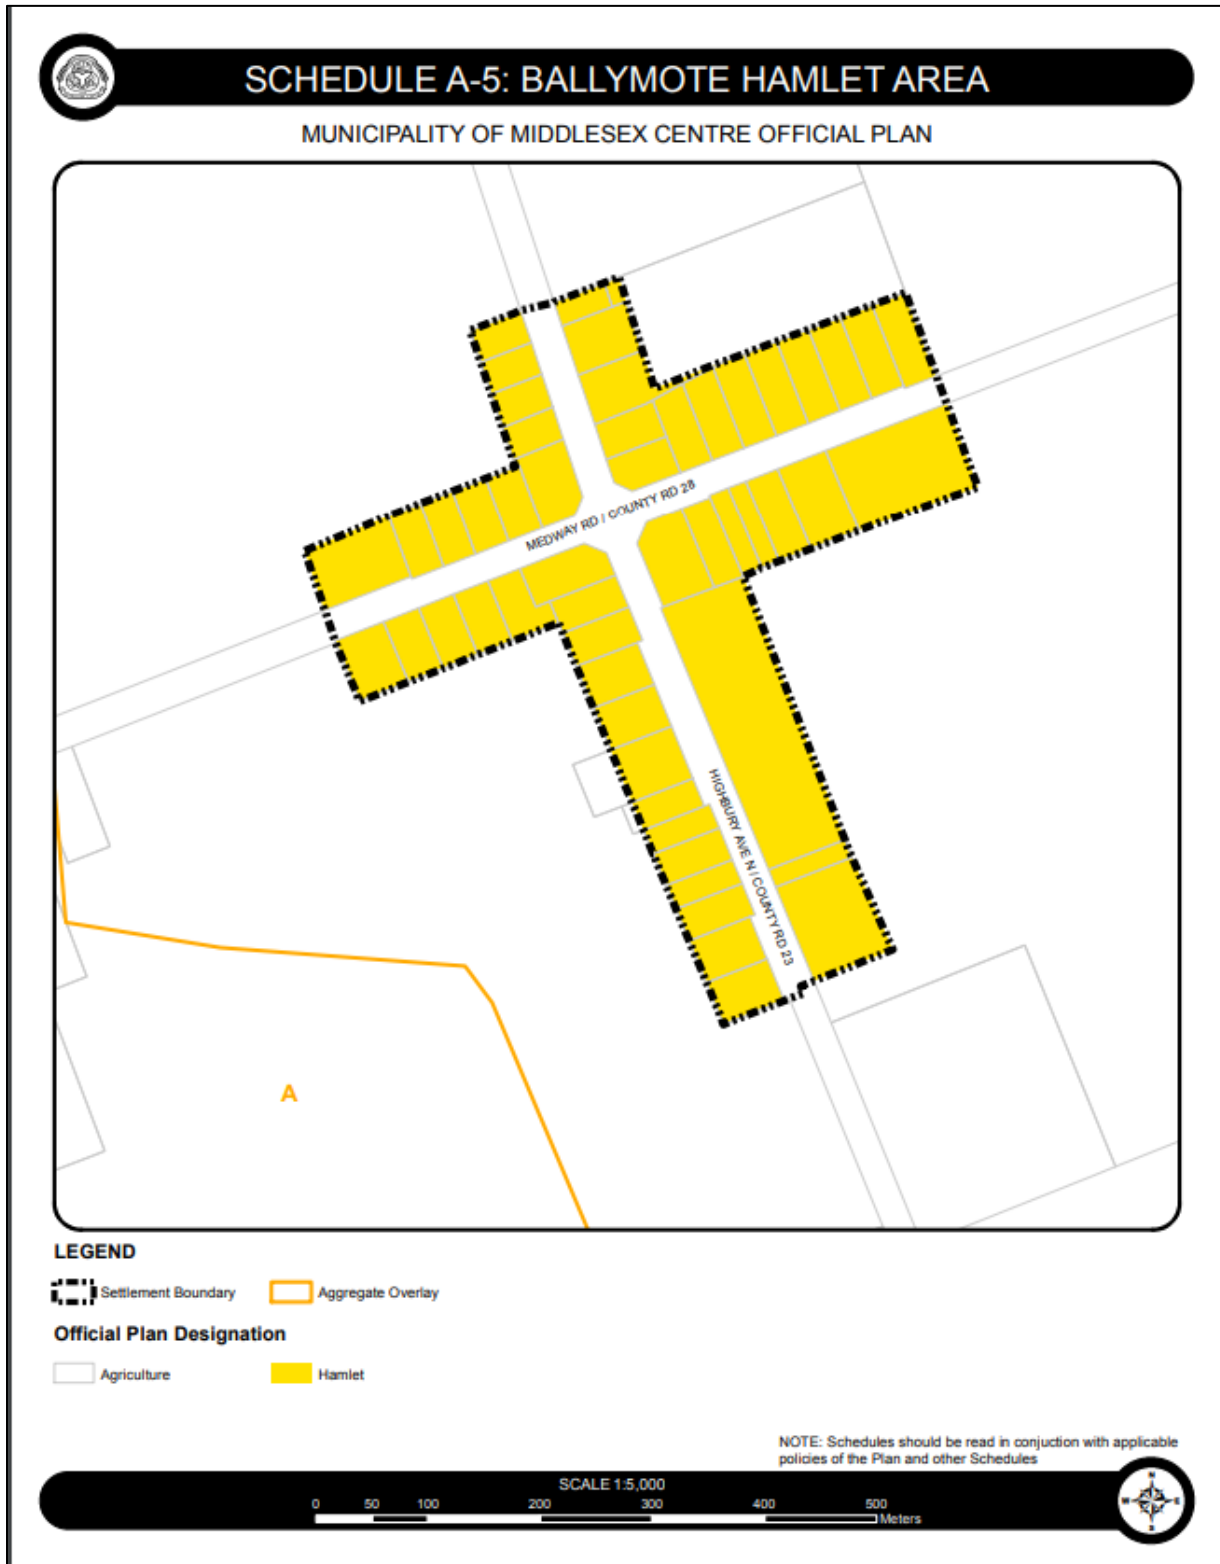 SCHEDULE A-5: BALLYMOTE HAMLET AREA
MUNICIPALITY OF MIDDLESEX CENTRE OFFICIAL PLAN
MEDWAY RD / COUNTY RD 28
HIGHBURY AVE N / COUNTY RD 23
A
LEGEND
Settlement Boundary
Aggregate Overlay
Official Plan Designation
Agriculture
Hamlet
NOTE: Schedules should be read in conjuction with applicable
policies of the Plan and other Schedules
SCALE 1:5,000
0 50 100 200 300 400 500
Meters
N
W E
S